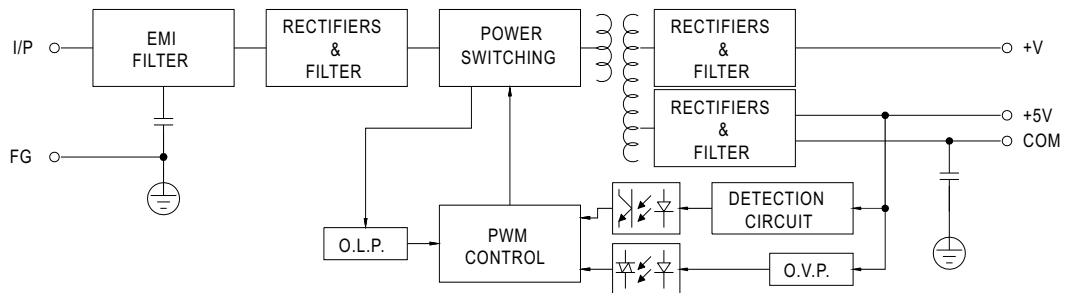 I/P
EMI
FILTER
RECTIFIERS
&
FILTER
POWER
SWITCHING
RECTIFIERS
&
FILTER
+V
RECTIFIERS
&
FILTER
+5V
COM
FG
DETECTION
CIRCUIT
O.L.P.
PWM
CONTROL
O.V.P.